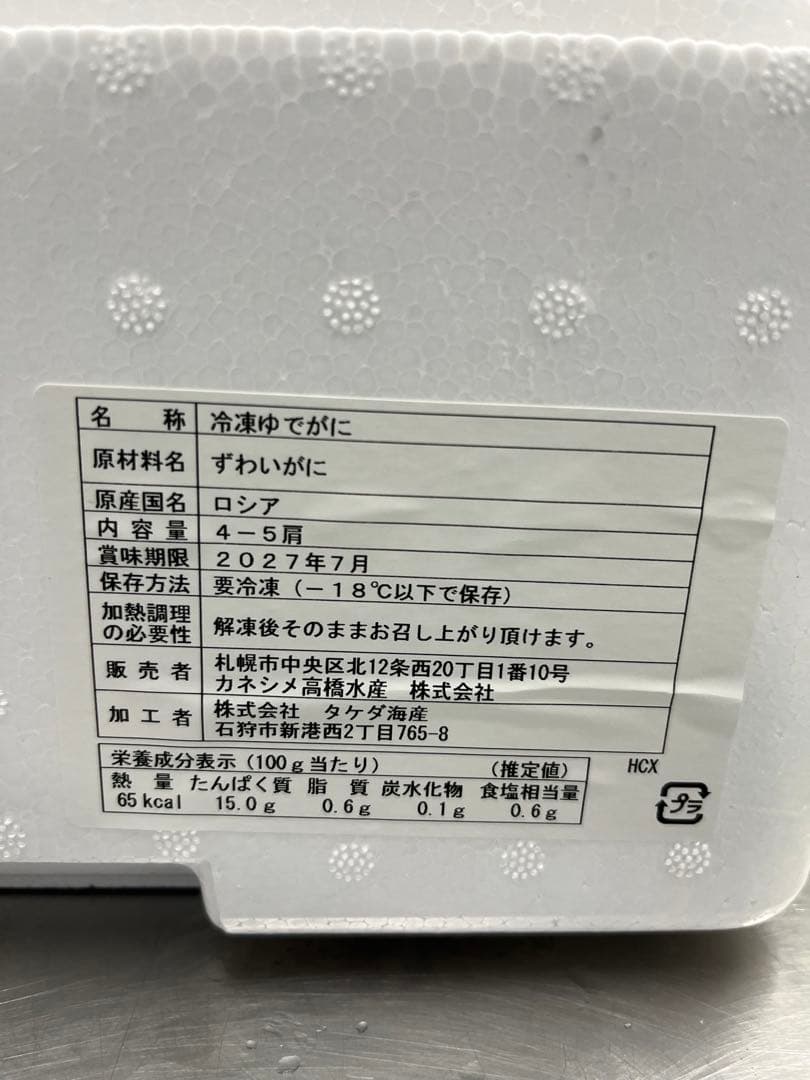 名　称 冷凍ゆでがに
原材料名 ずわいがに
原産国名 ロシア
内容量 4－5肩
賞味期限 2027年7月
保存方法 要冷凍（－18℃以下で保存）
加熱調理の必要性 解凍後そのままお召し上がり頂けます。
販売者 札幌市中央区北12条西20丁目1番10号
カネシメ高橋水産　株式会社
加工者 株式会社　タケダ海産
石狩市新港西2丁目765-8
栄養成分表示（100g当たり）　（推定値）
熱量 たんぱく質 脂質 炭水化物 食塩相当量
65kcal 15.0g 0.6g 0.1g 0.6g
HCX
プラ